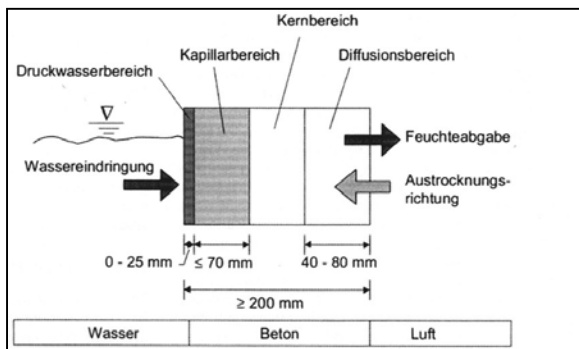 Kernbereich
Kapillarbereich
Diffusionsbereich
Druckwasserbereich
Feuchteabgabe
Wassereindringung
Austrocknungs-
richtung
0 - 25 mm
≤ 70 mm
40 - 80 mm
≥ 200 mm
Wasser
Beton
Luft